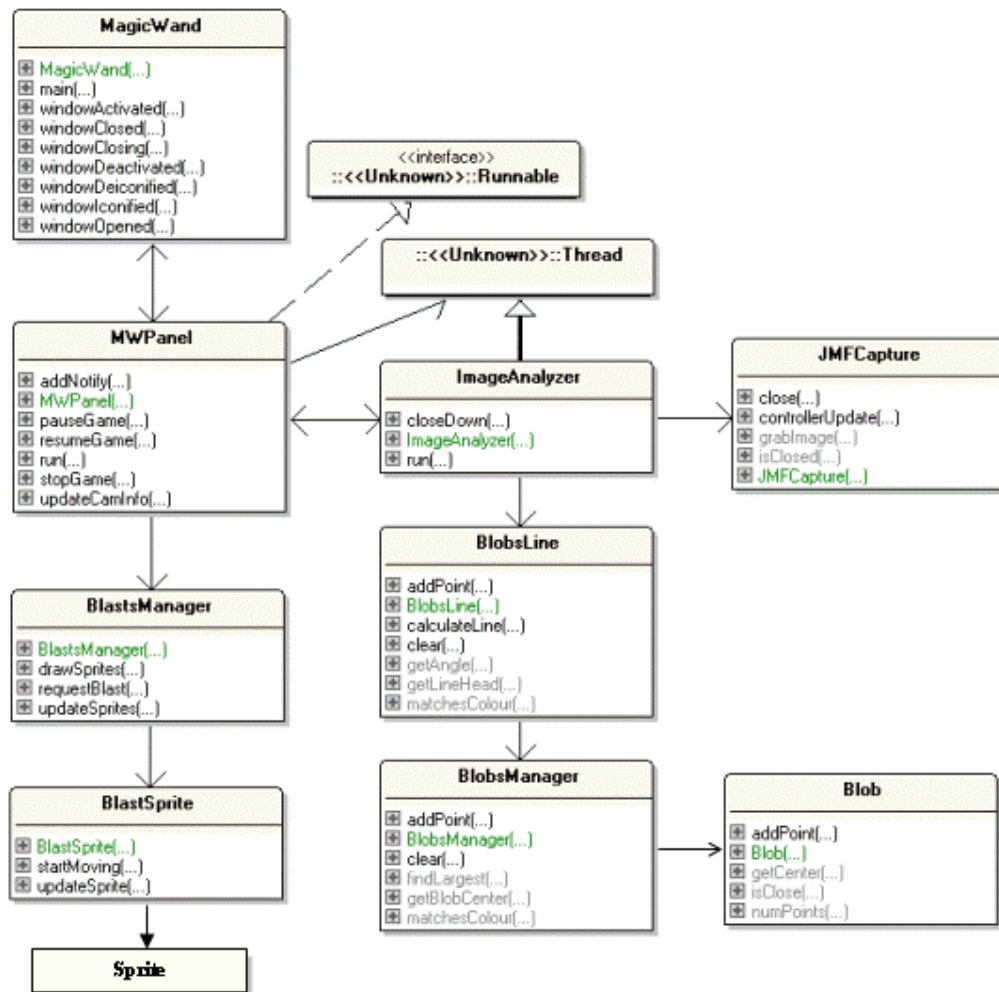 MagicWand
MagicWand(...)
main(...)
windowActivated(...)
windowClosed(...)
windowClosing(...)
windowDeactivated(...)
windowDeiconified(...)
windowIconified(...)
windowOpened(...)
<<interface>>
::<<Unknown>>::Runnable
::<<Unknown>>::Thread
MWPanel
addNotify(...)
MWPanel(...)
pauseGame(...)
resumeGame(...)
run(...)
stopGame(...)
updateCamInfo(...)
ImageAnalyzer
closeDown(...)
ImageAnalyzer(...)
run(...)
JMFCapture
close(...)
controllerUpdate(...)
grabImage(...)
isClosed(...)
JMFCapture(...)
BlobsLine
addPoint(...)
BlobsLine(...)
calculateLine(...)
clear(...)
getAngle(...)
getLineHead(...)
matchesColour(...)
BlastsManager
BlastsManager(...)
drawSprites(...)
requestBlast(...)
updateSprites(...)
BlobsManager
addPoint(...)
BlobsManager(...)
clear(...)
findLargest(...)
getBlobCenter(...)
matchesColour(...)
Blob
addPoint(...)
Blob(...)
getCenter(...)
isClose(...)
numPoints(...)
BlastSprite
BlastSprite(...)
startMoving(...)
updateSprite(...)
Sprite